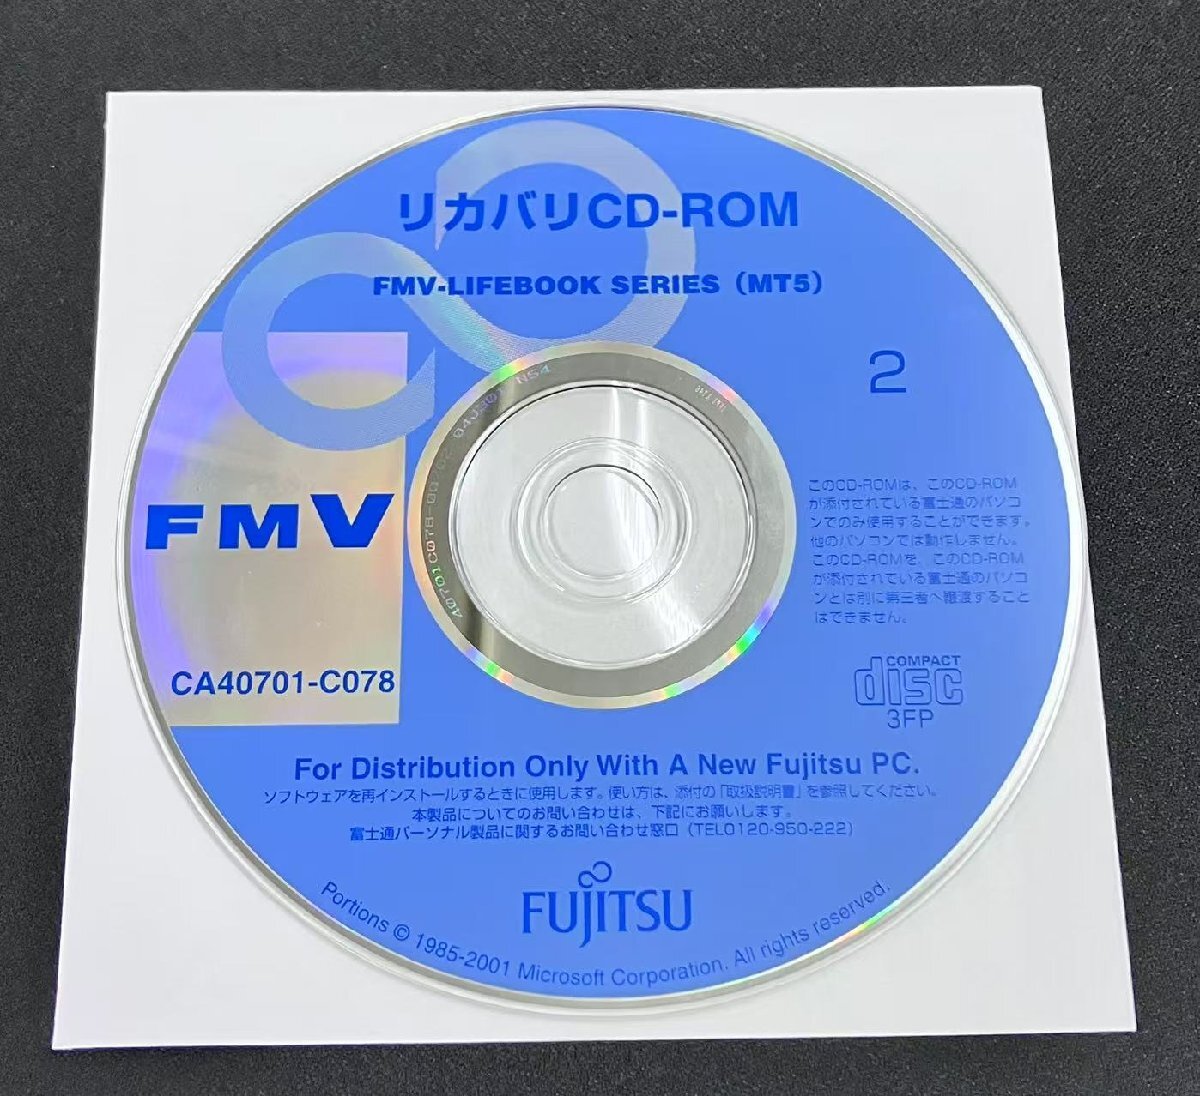 リカバリCD-ROM
FMV-LIFEBOOK SERIES（MT5）
2
FMV
CA40701-C078
このCD-ROMは、このCD-ROM
が添付されている富士通のパソコ
ンでのみ使用することができます。
他のパソコンでは動作しません。
このCD-ROMを、このCD-ROM
が添付されている富士通のパソコ
ンとは別に第三者へ譲渡すること
はできません。
COMPACT
disc
3FP
For Distribution Only With A New Fujitsu PC.
ソフトウェアを再インストールするときに使用します。使い方は、添付の「取扱説明書」を参照してください。
本製品についてのお問い合わせは、下記にお願いします。
富士通パーソナル製品に関するお問い合わせ窓口（TEL0120-950-222）
FUJITSU
Portions © 1985-2001 Microsoft Corporation. All rights reserved.